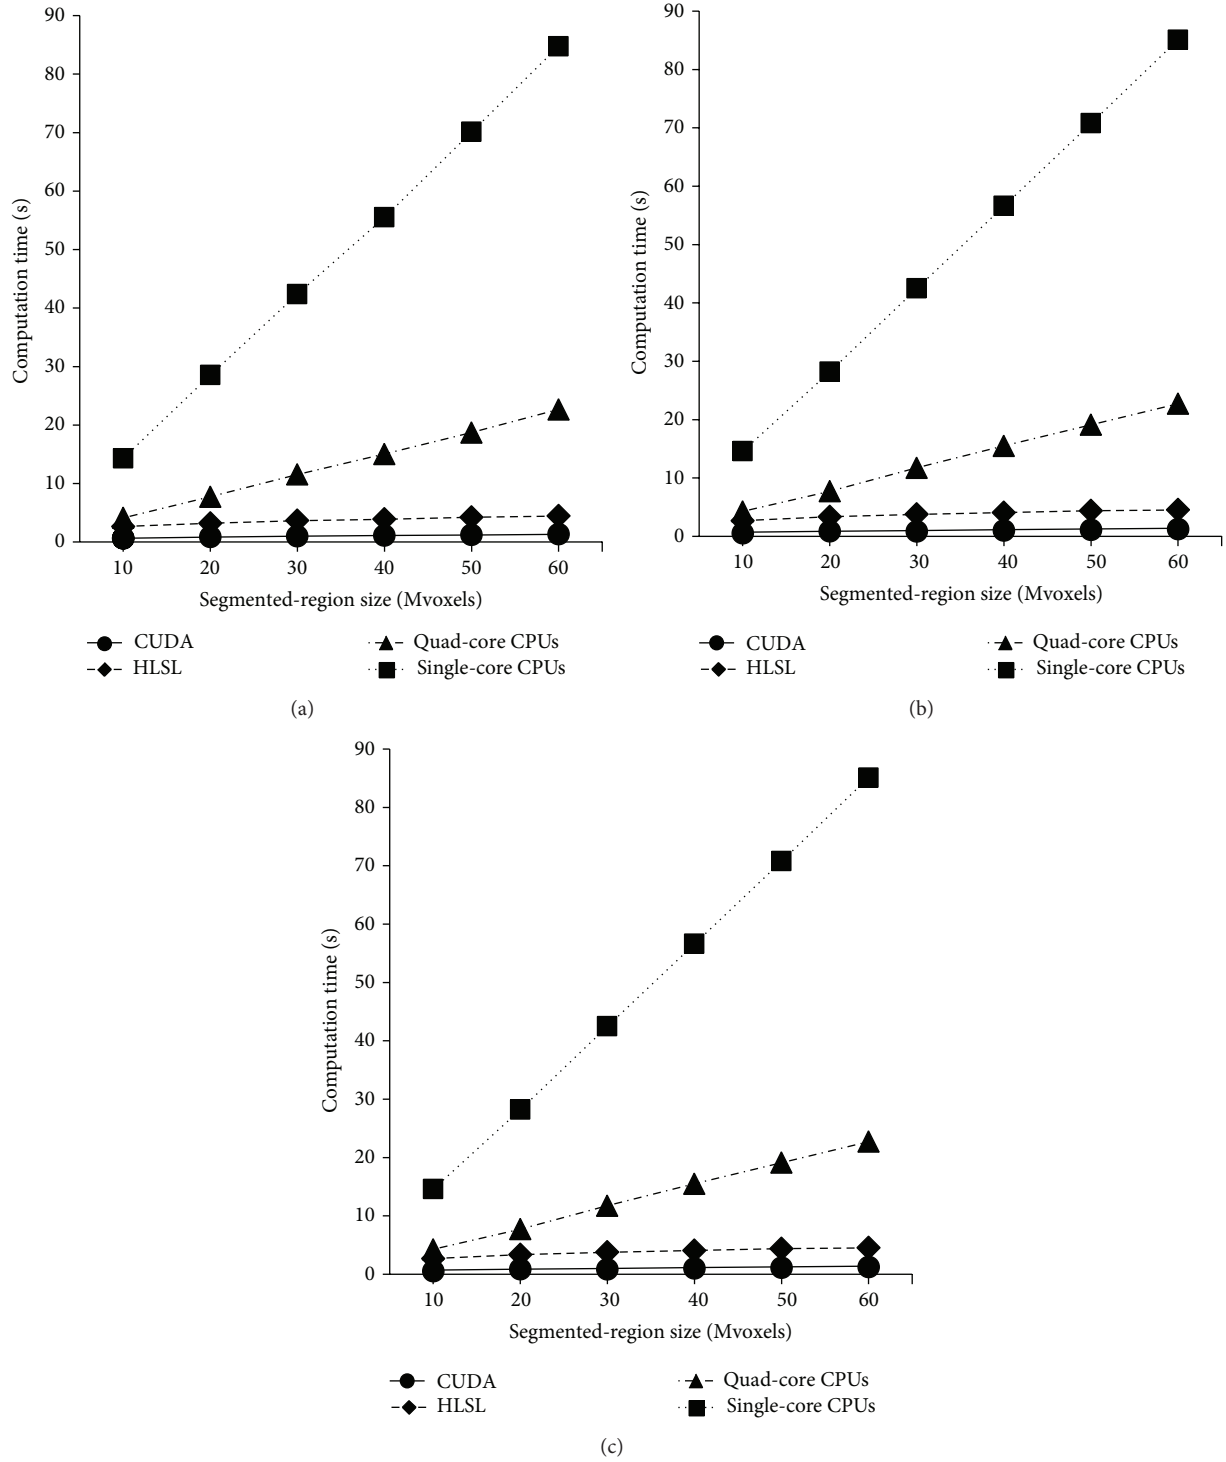 90
80
70
60
50
40
30
20
10
0
Computation time (s)
10 20 30 40 50 60
Segmented-region size (Mvoxels)
CUDA Quad-core CPUs
HLSL Single-core CPUs
(a)
90
80
70
60
50
40
30
20
10
0
Computation time (s)
10 20 30 40 50 60
Segmented-region size (Mvoxels)
CUDA Quad-core CPUs
HLSL Single-core CPUs
(b)
90
80
70
60
50
40
30
20
10
0
Computation time (s)
10 20 30 40 50 60
Segmented-region size (Mvoxels)
CUDA Quad-core CPUs
HLSL Single-core CPUs
(c)